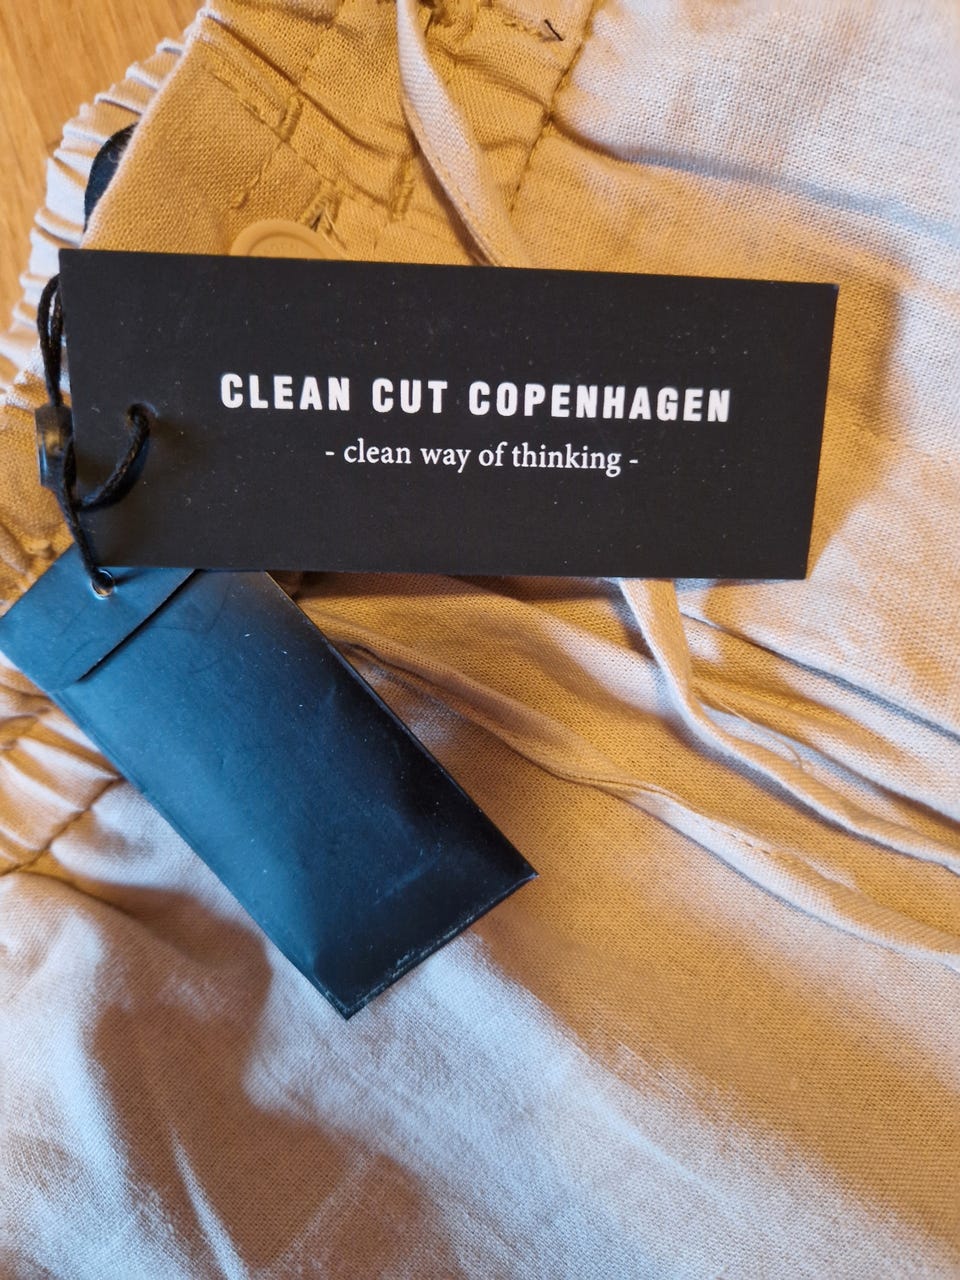 CLEAN CUT COPENHAGEN
- clean way of thinking -